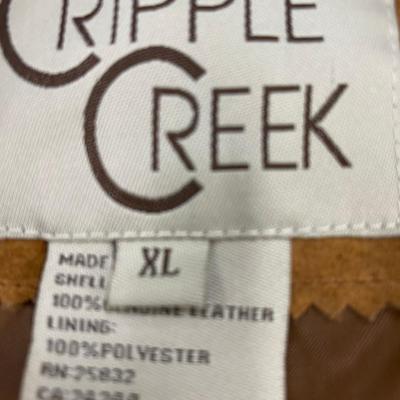 CRIPPLE
CREEK
XL
MADE
SHELL
100% GENUINE LEATHER
LINING:
100%POLYESTER
RN:25832